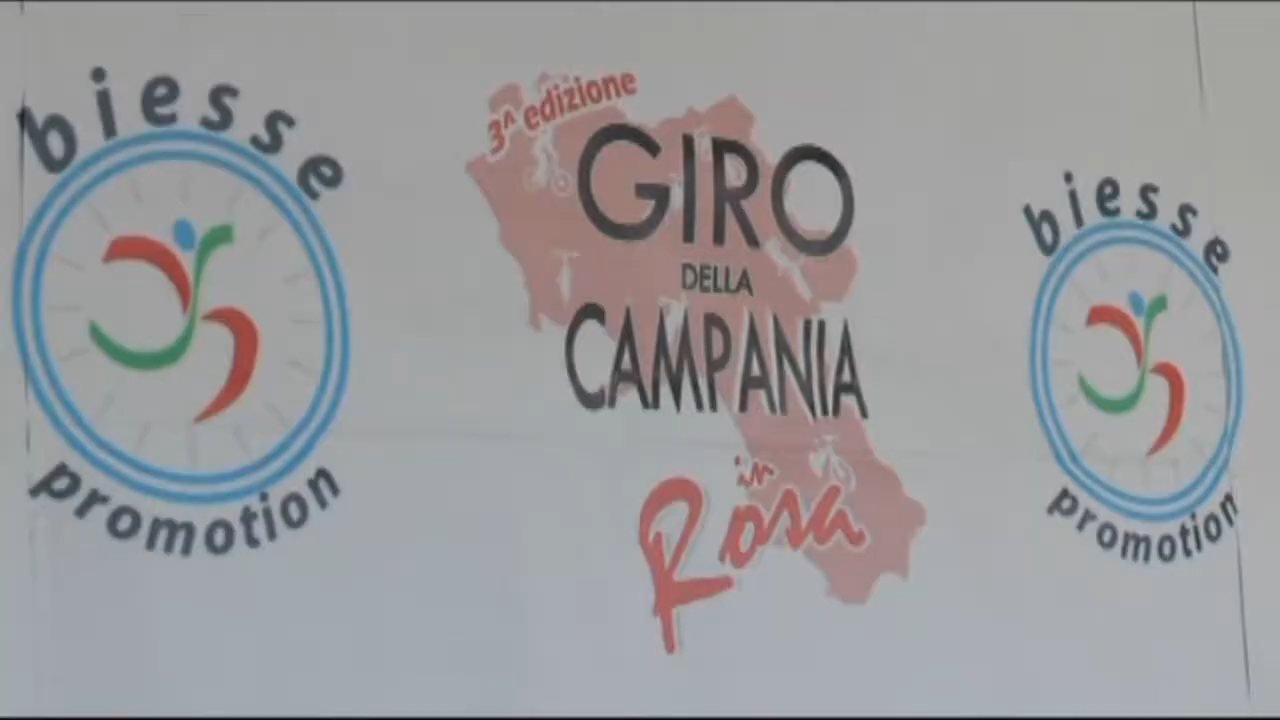 biesse
promotion
3^ edizione
GIRO
DELLA
CAMPANIA
in
Rosa
biesse
promotion